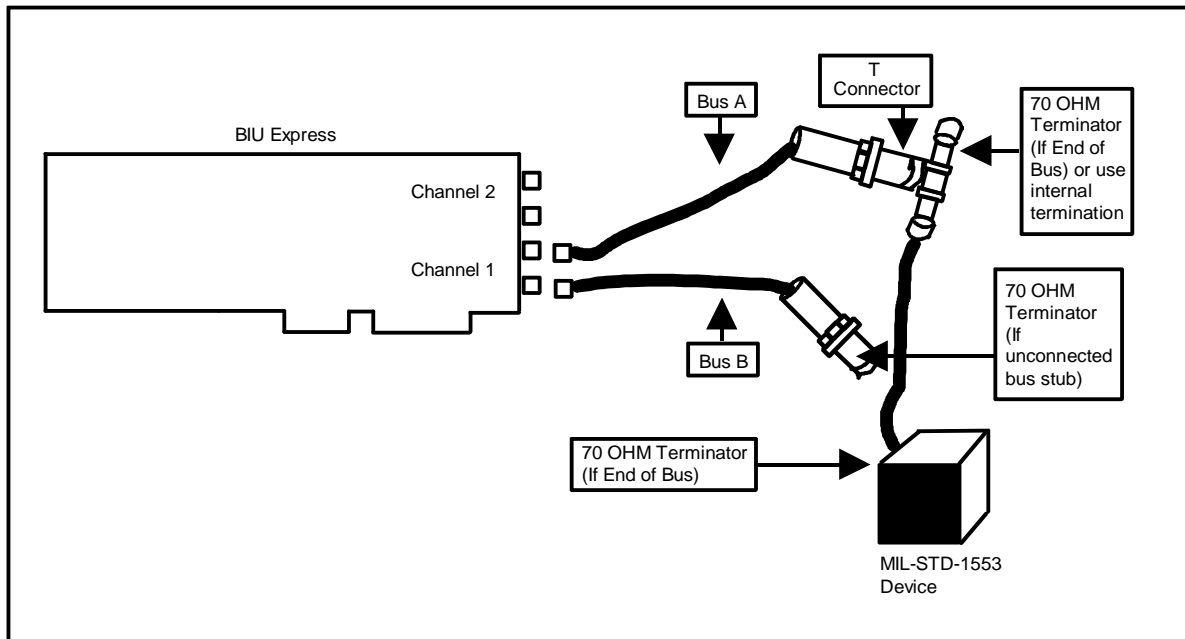 T
Connector
Bus A
70 OHM
Terminator
(If End of
Bus) or use
internal
termination
BIU Express
Channel 2
Channel 1
70 OHM
Terminator
(If
unconnected
bus stub)
Bus B
70 OHM Terminator
(If End of Bus)
MIL-STD-1553
Device